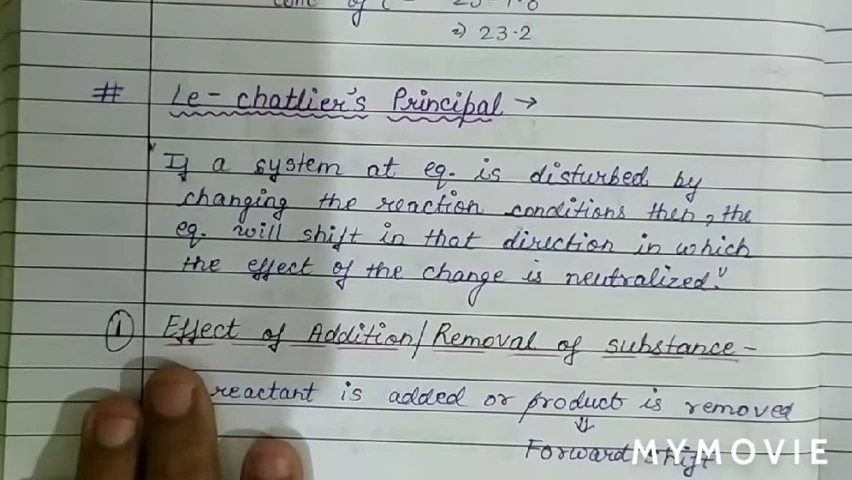 2) 23.2
# Le-chatlier's Principal →
"If a system at eq. is disturbed by
changing the reaction conditions then, the
eq. will shift in that direction in which
the effect of the change is neutralized."
① Effect of Addition/Removal of substance -
reactant is added or product is removed
⇓
Forward shift
MYMOVIE